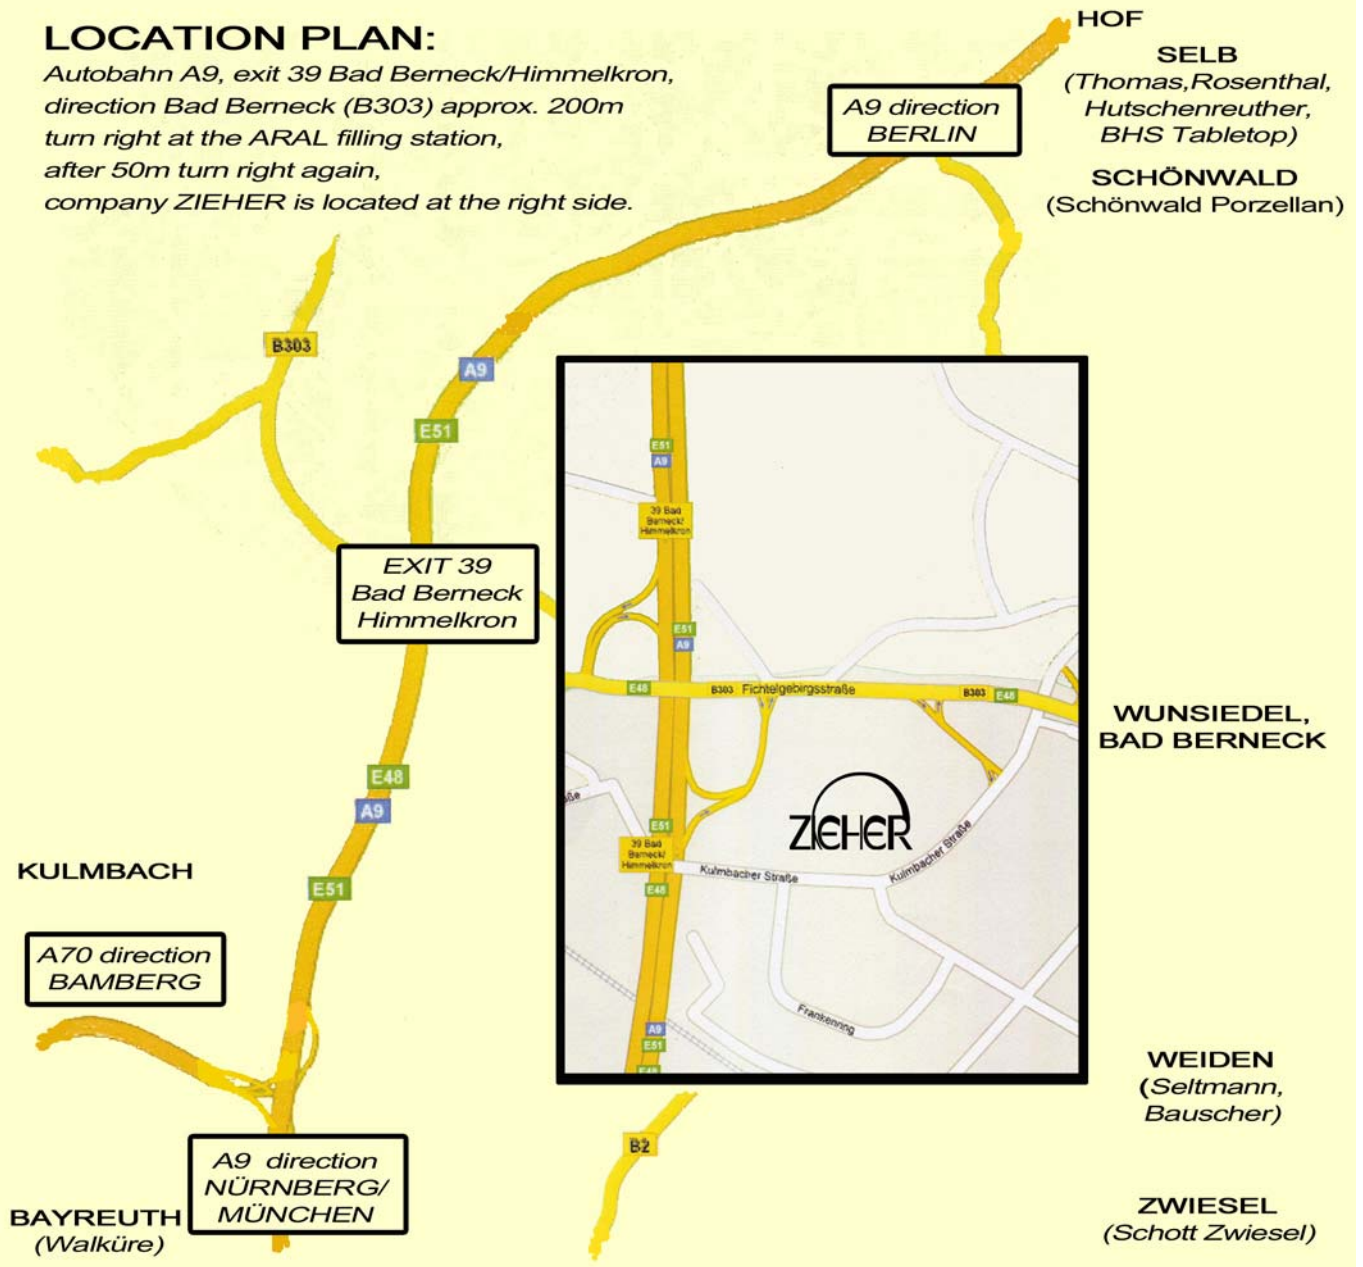 LOCATION PLAN:
Autobahn A9, exit 39 Bad Berneck/Himmelkron,
direction Bad Berneck (B303) approx. 200m
turn right at the ARAL filling station,
after 50m turn right again,
company ZIEHER is located at the right side.
HOF
SELB
(Thomas,Rosenthal,
Hutschenreuther,
BHS Tabletop)
A9 direction
BERLIN
SCHÖNWALD
(Schönwald Porzellan)
B303
A9
E51
EXIT 39
Bad Berneck
Himmelkron
E51
A9
39 Bad
Berneck/
Himmelkron
E51
A9
E48
B303
Fichtelgebirgsstraße
B303
E48
WUNSIEDEL,
BAD BERNECK
E48
A9
ße
ZIEHER
E51
39 Bad
Berneck/
Himmelkron
E48
Kulmbacher Straße
Kulmbacher Straße
KULMBACH
E51
A70 direction
BAMBERG
Frankenring
A9
E51
E48
WEIDEN
(Seltmann,
Bauscher)
B2
A9 direction
NÜRNBERG/
MÜNCHEN
BAYREUTH
(Walküre)
ZWIESEL
(Schott Zwiesel)